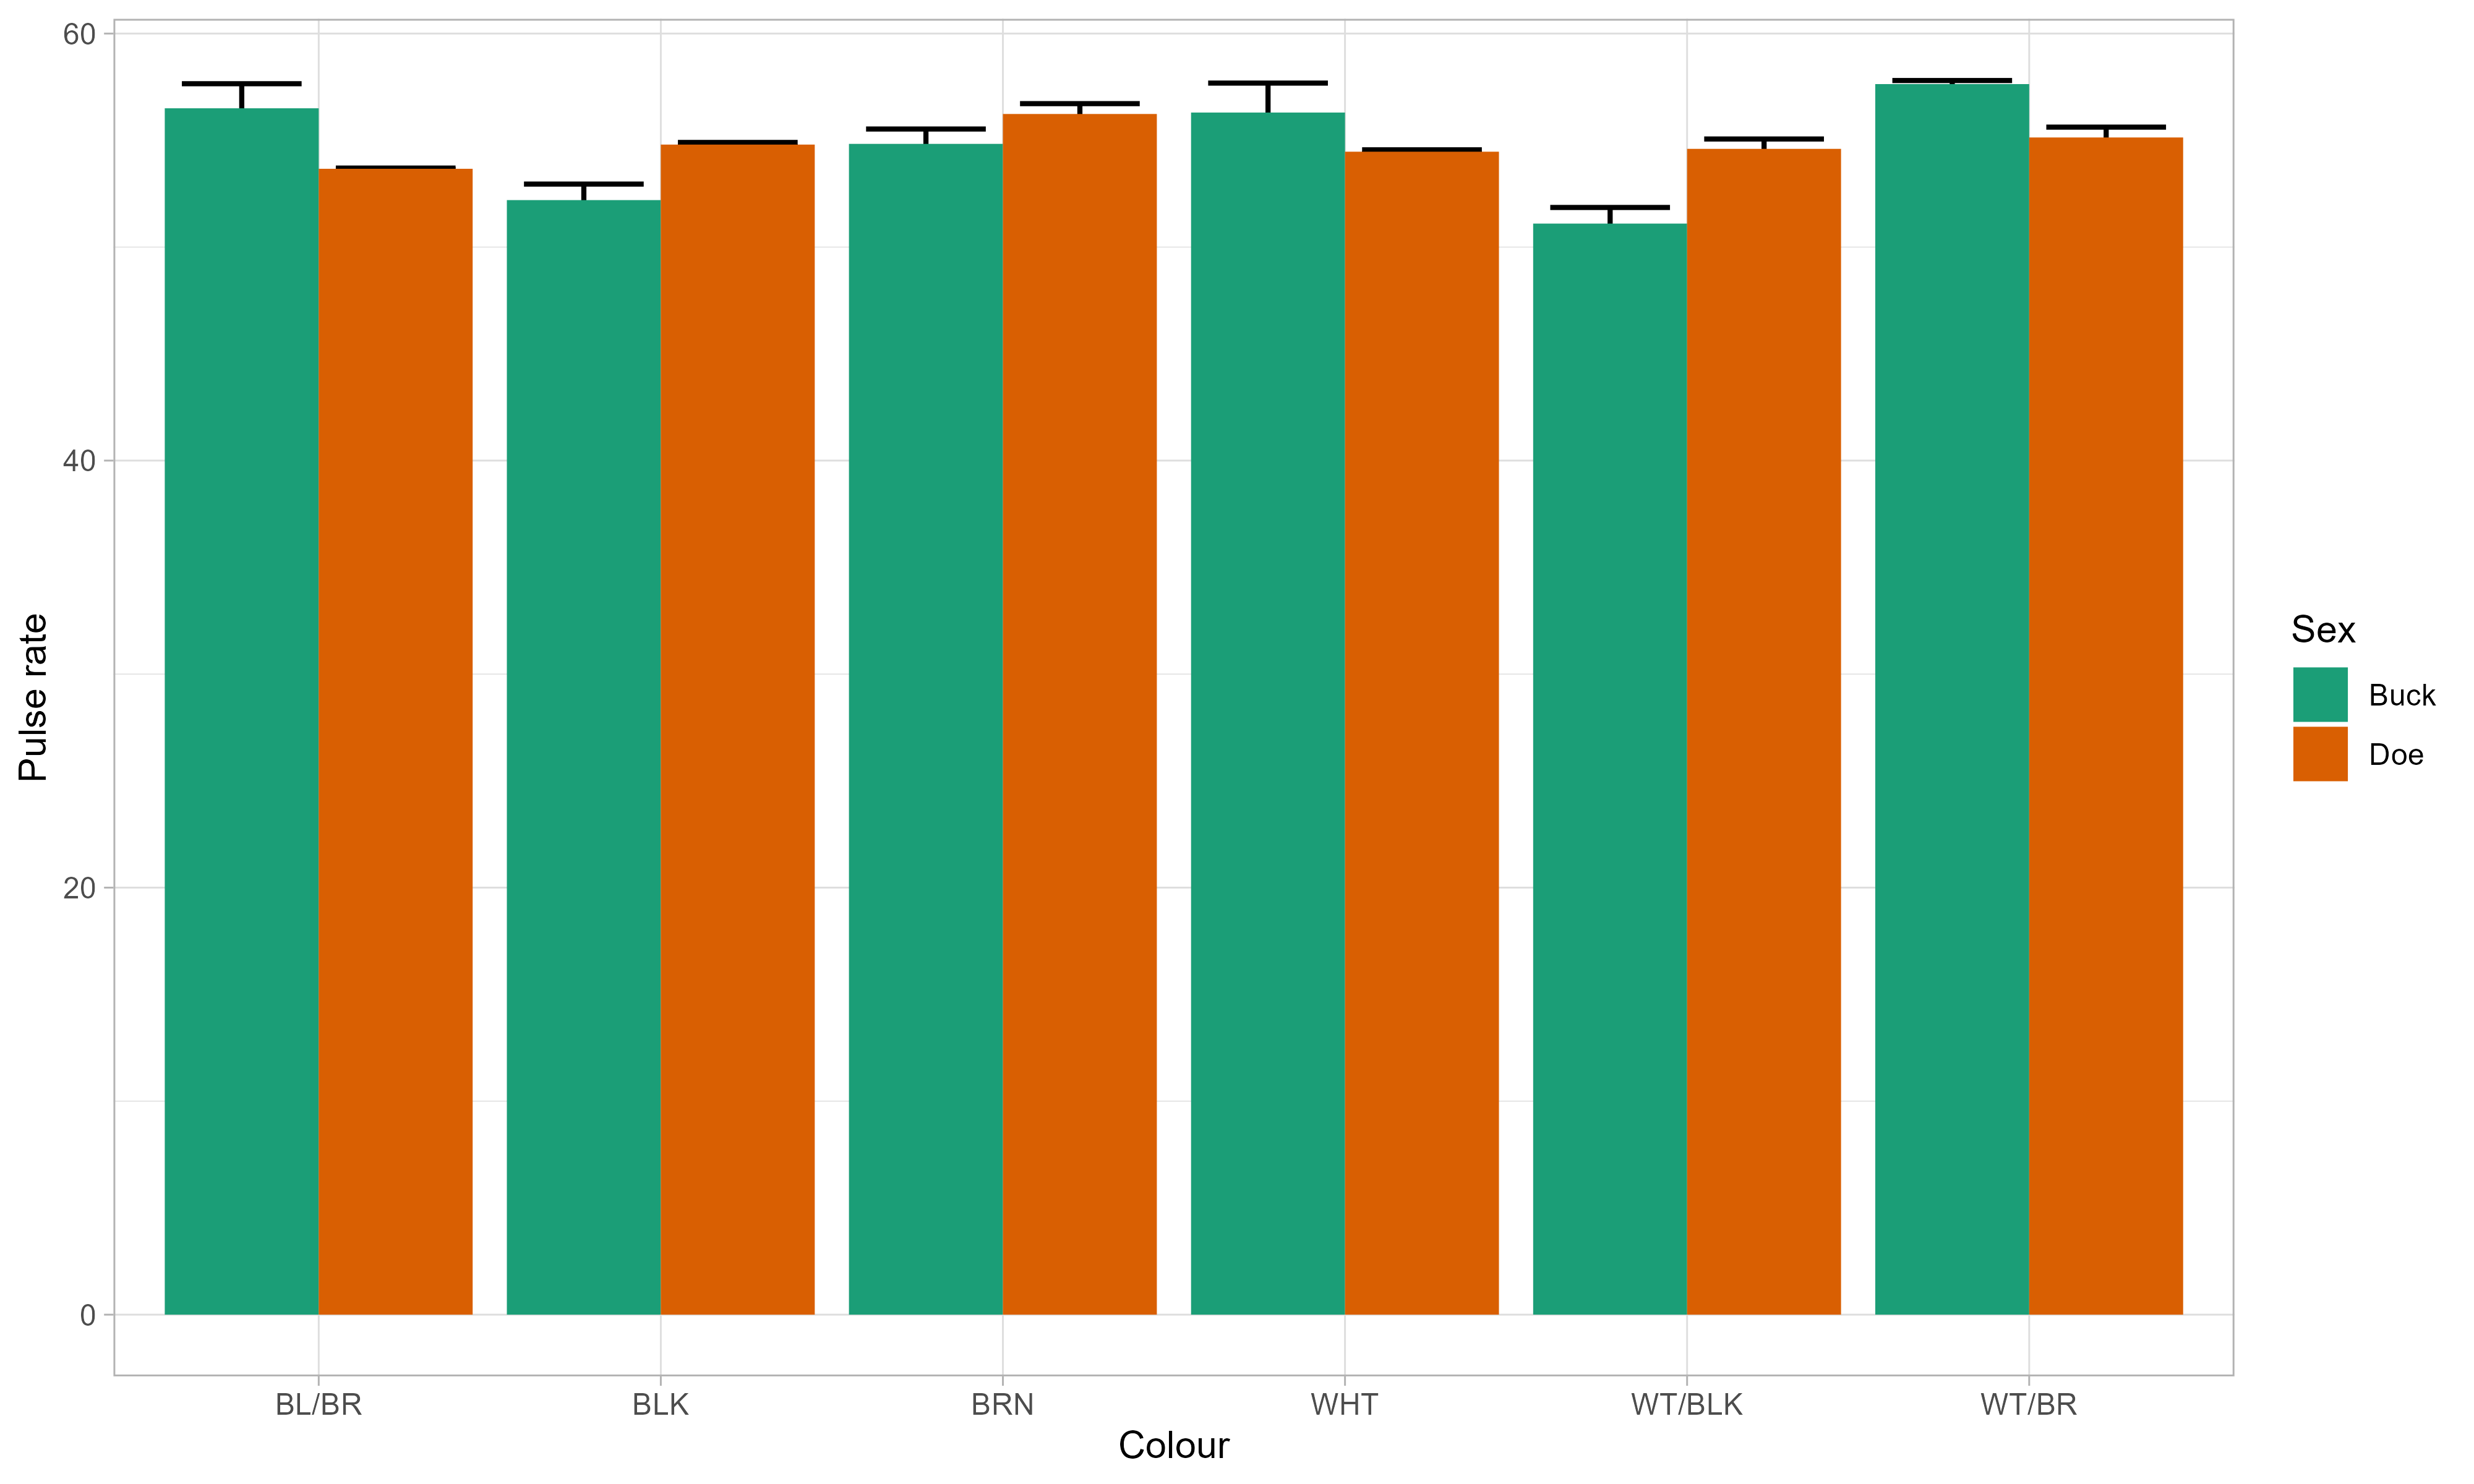 60
40
20
0
Pulse rate
BL/BR
BLK
BRN
WHT
WT/BLK
WT/BR
Colour
Sex
Buck
Doe